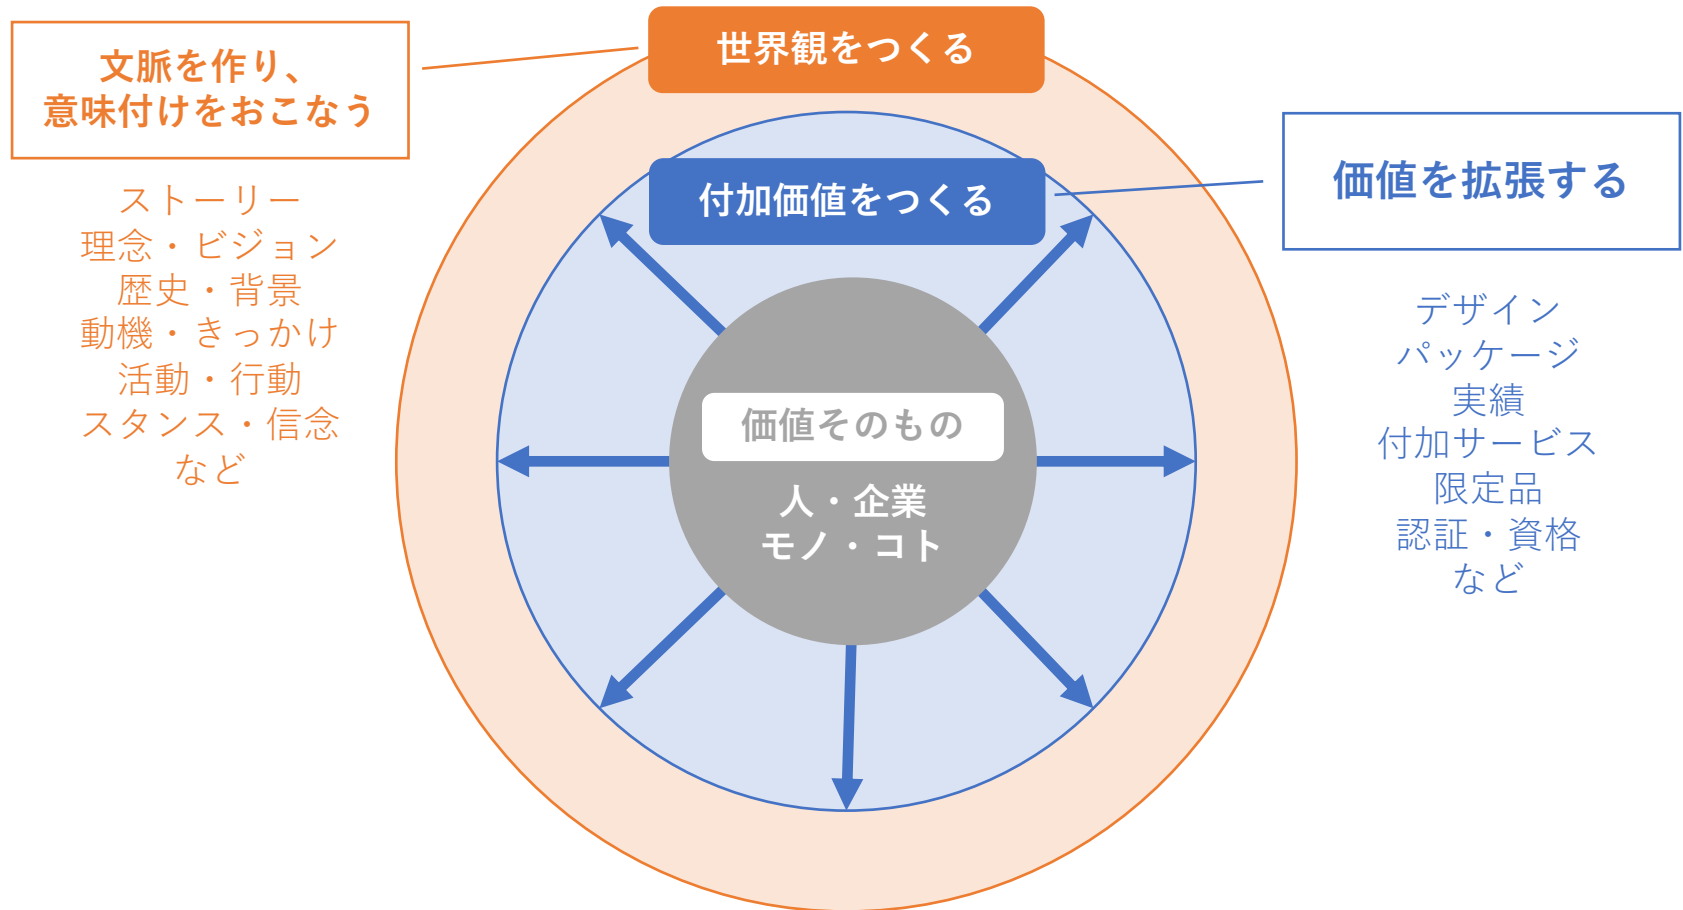 世界観をつくる
文脈を作り、
意味付けをおこなう
ストーリー
理念・ビジョン
歴史・背景
動機・きっかけ
活動・行動
スタンス・信念
など
付加価値をつくる
価値を拡張する
デザイン
パッケージ
実績
付加サービス
限定品
認証・資格
など
価値そのもの
人・企業
モノ・コト